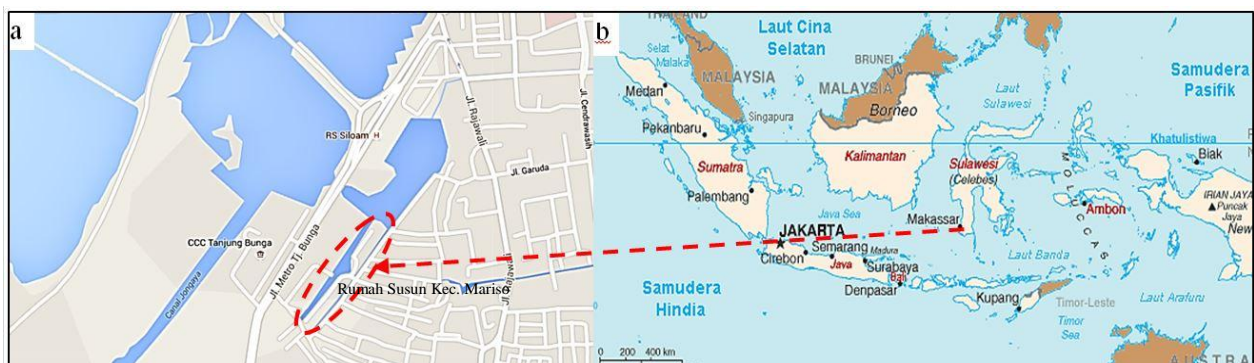 a
RS Siloam H
Jl. Rajawali
Jl. Cendrawasih
Jl. Garuda
CCC Tanjung Bunga
Jl. Metro Tj. Bunga
Canal Jongaya
Rumah Susun Kec. Mariso
b
THAILAND
Laut Cina
Selatan
Selat
Malaka
MALAYSIA
Medan
Singapura
Pekanbaru
Sumatra
Palembang
BRUNEI
MALAYSIA
Borneo
Kalimantan
Laut
Sulawesi
Samudera
Pasifik
Khatulistiwa
Biak
Sulawesi
(Celebes)
MOLUCCAS
Ambon
IRIAN JAYA
Puncak
Jaya
New
Java Sea
Makassar
JAKARTA
Cirebon
Semarang
Madura
Java
Surabaya
Bali
Denpasar
Laut Banda
Samudera
Hindia
Kupang
Timor-Leste
Timor
Sea
Laut Arafuru
0 200 400 km
AUSTRA